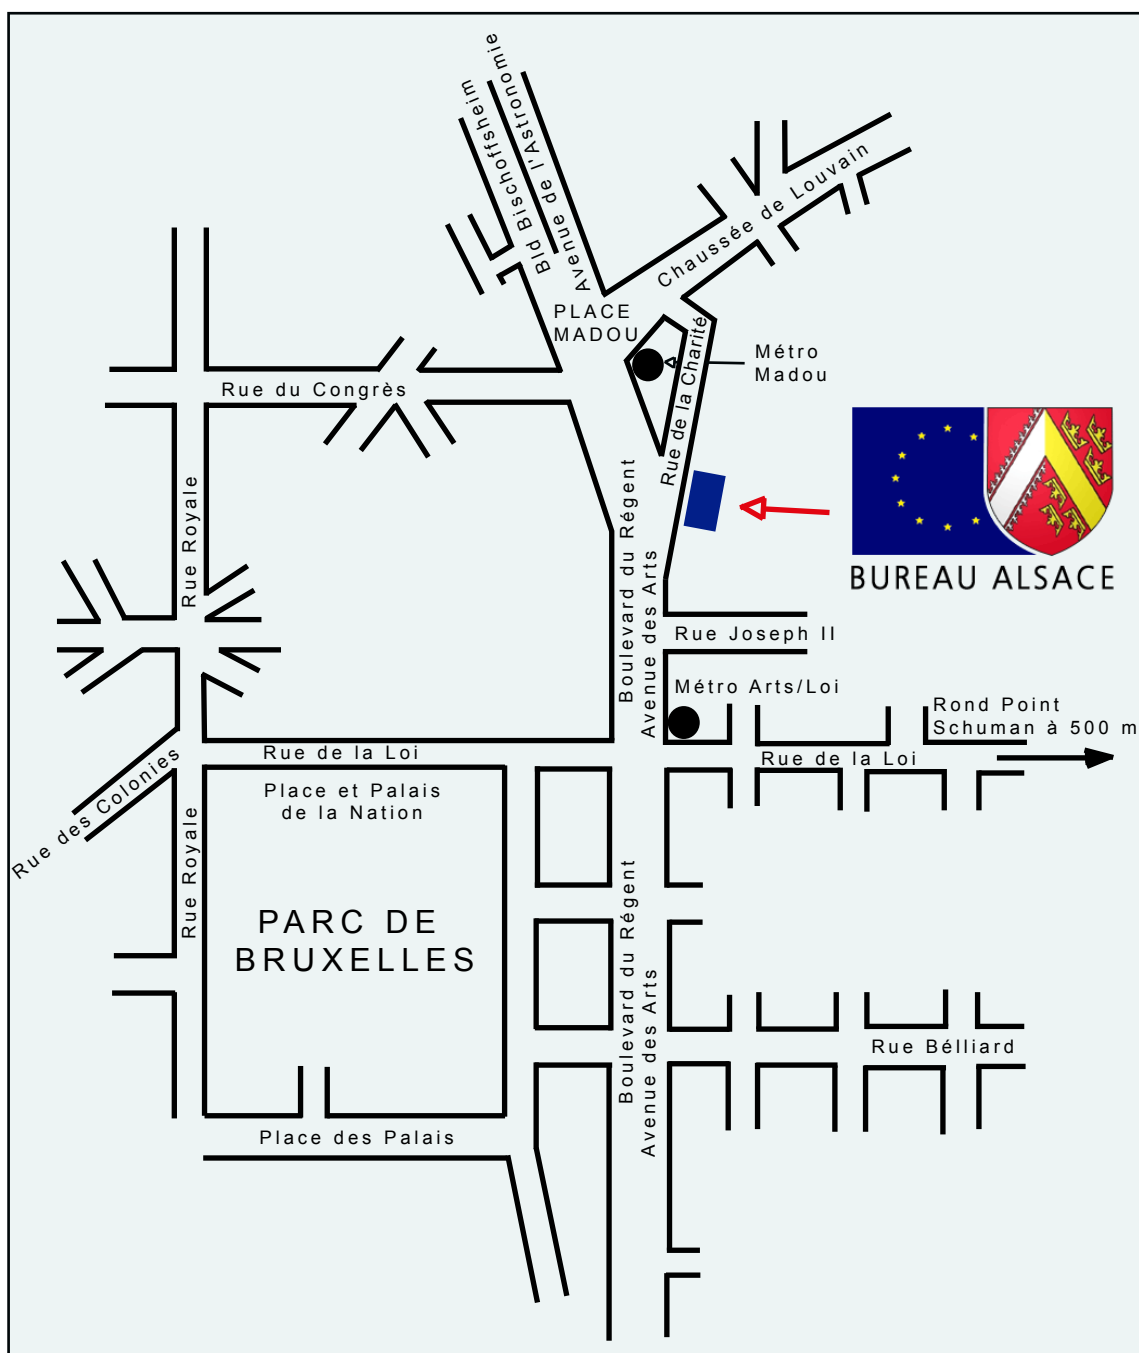 Bld Bischoffsheim
Avenue de l'Astronomie
Chaussée de Louvain
PLACE
MADOU
Rue de la Charité
Métro
Madou
Rue du Congrès
Rue Royale
Boulevard du Régent
Avenue des Arts
BUREAU ALSACE
Rue Joseph II
Métro Arts/Loi
Rond Point
Schuman à 500 m
Rue de la Loi
Rue de la Loi
Rue des Colonies
Place et Palais
de la Nation
Rue Royale
PARC DE
BRUXELLES
Boulevard du Régent
Avenue des Arts
Rue Bélliard
Place des Palais